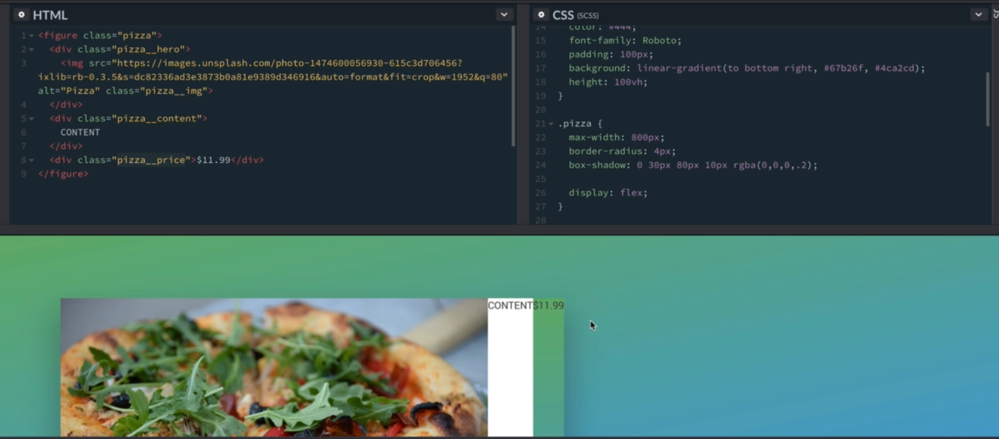 HTML
1 <figure class="pizza">
2 <div class="pizza__hero">
3 <img src="https://images.unsplash.com/photo-1474600056930-615c3d706456?
ixlib=rb-0.3.5&s=dc82336ad3e3873b0a81e9389d346916&auto=format&fit=crop&w=1952&q=80"
alt="Pizza" class="pizza__img">
4 </div>
5 <div class="pizza__content">
6 CONTENT
7 </div>
8 <div class="pizza__price">$11.99</div>
9 </figure>
CSS (SCSS)
14 color: #444;
15 font-family: Roboto;
16 padding: 100px;
17 background: linear-gradient(to bottom right, #67b26f, #4ca2cd);
18 height: 100vh;
19 }
20
21 .pizza {
22 max-width: 800px;
23 border-radius: 4px;
24 box-shadow: 0 30px 80px 10px rgba(0,0,0,.2);
25
26 display: flex;
27 }
28
JS
CONTENT$11.99